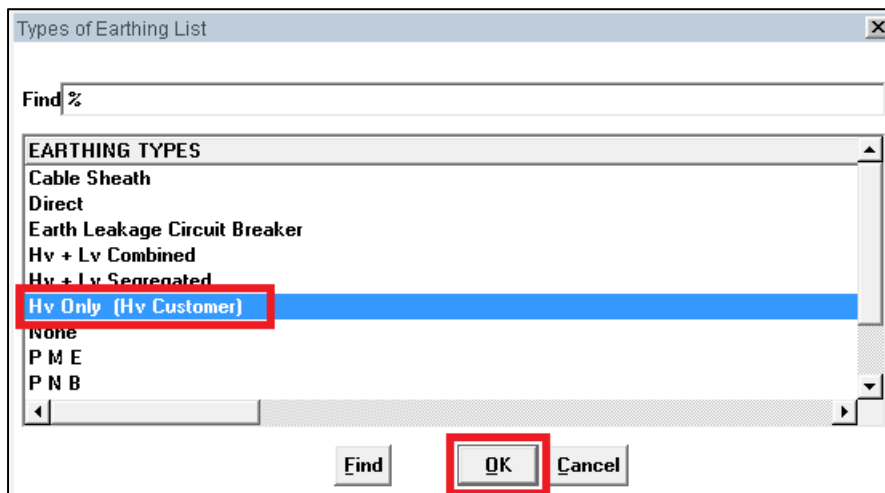 Types of Earthing List
Find %
EARTHING TYPES
Cable Sheath
Direct
Earth Leakage Circuit Breaker
Hv + Lv Combined
Hv + Lv Segregated
Hv Only (Hv Customer)
None
P M E
P N B
Find OK Cancel